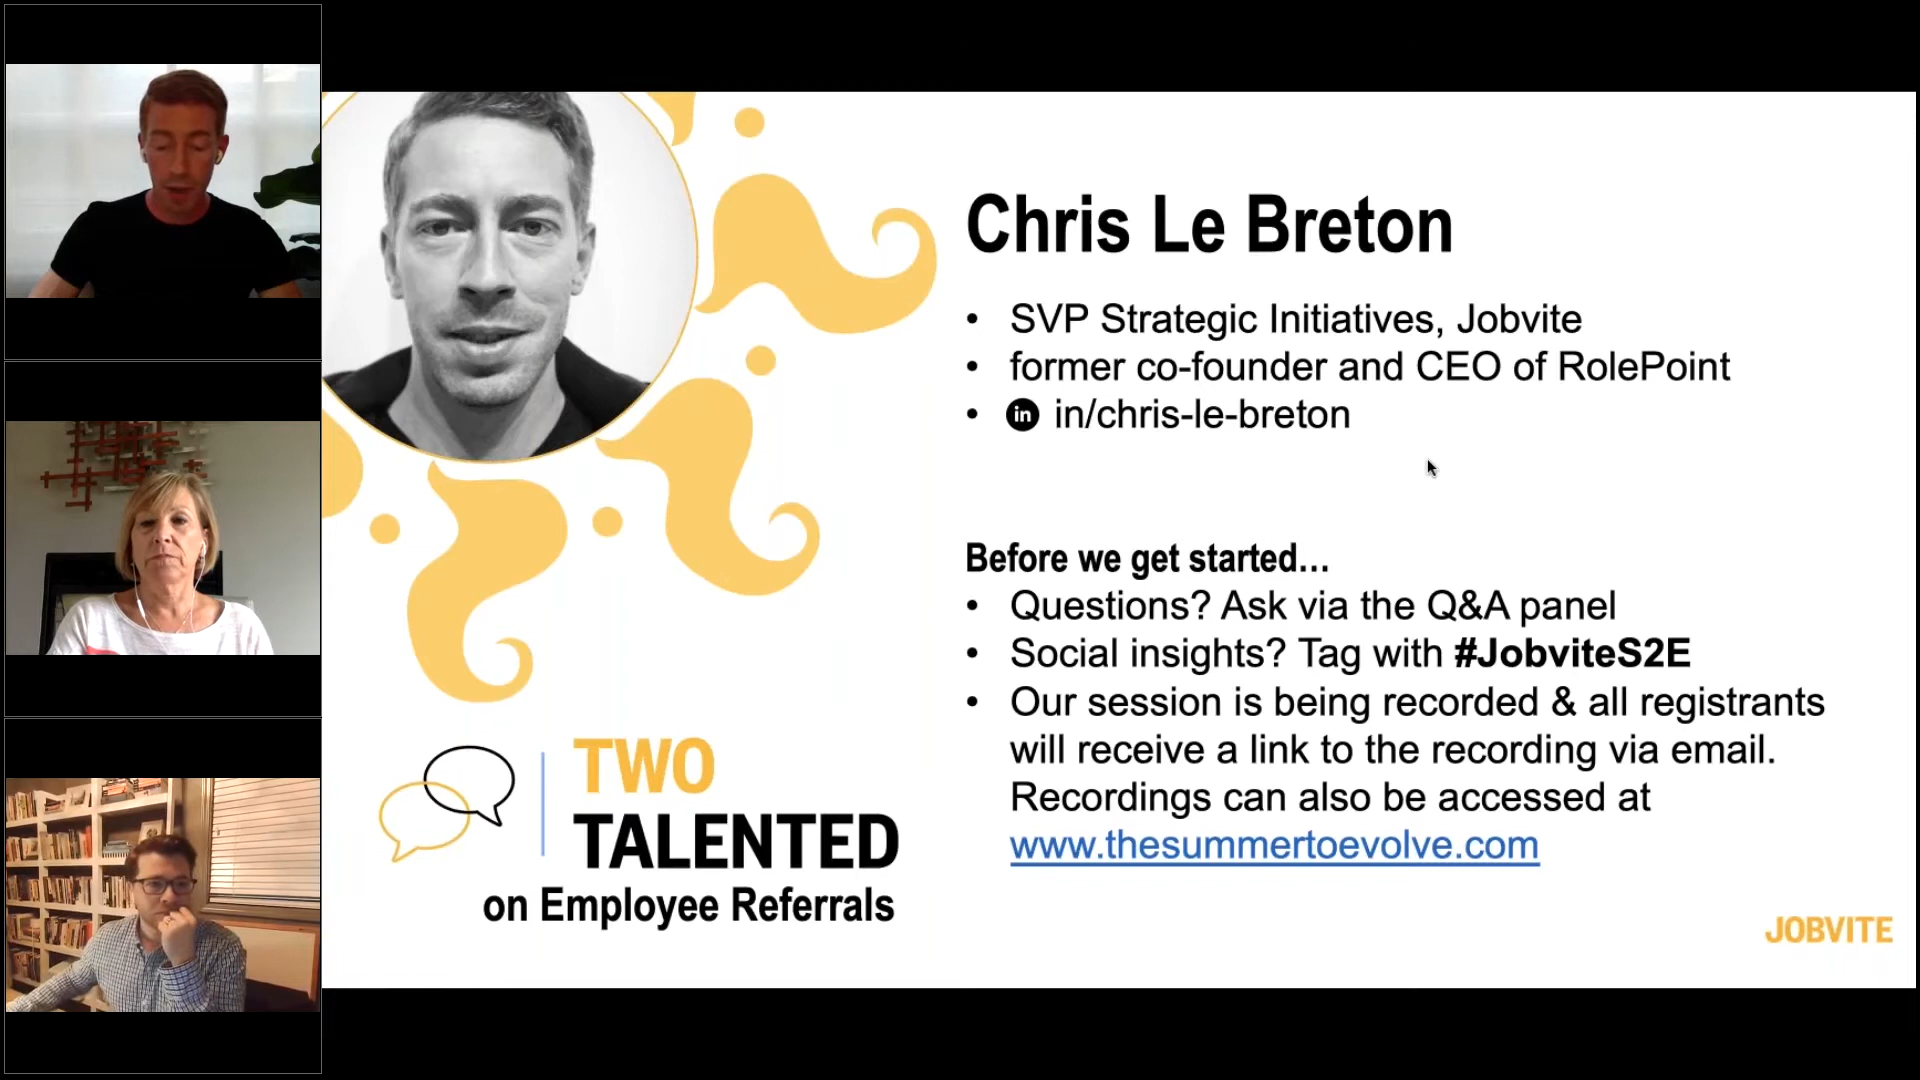 Chris Le Breton
• SVP Strategic Initiatives, Jobvite
• former co-founder and CEO of RolePoint
• in in/chris-le-breton
Before we get started...
• Questions? Ask via the Q&A panel
• Social insights? Tag with #JobviteS2E
• Our session is being recorded & all registrants
will receive a link to the recording via email.
Recordings can also be accessed at
www.thesummertoevolve.com
TWO
TALENTED
on Employee Referrals
JOBVITE